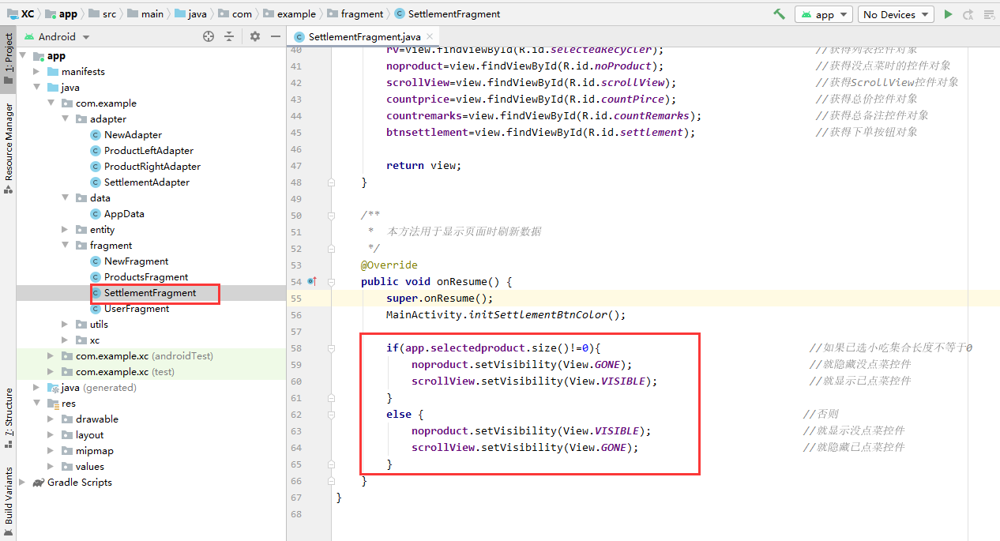 XC app src main java com example fragment SettlementFragment app No Devices
Android SettlementFragment.java
1: Project
Resource Manager
7: Structure
Build Variants
app
manifests
java
com.example
adapter
NewAdapter
ProductLeftAdapter
ProductRightAdapter
SettlementAdapter
data
AppData
entity
fragment
NewFragment
ProductsFragment
SettlementFragment
UserFragment
utils
xc
com.example.xc (androidTest)
com.example.xc (test)
java (generated)
res
drawable
layout
mipmap
values
Gradle Scripts
40 rv=view.findViewById(R.id.selectedRecycler); //获得列表控件对象
41 noproduct=view.findViewById(R.id.noProduct); //获得没点菜时的控件对象
42 scrollView=view.findViewById(R.id.scrollView); //获得ScrollView控件对象
43 countprice=view.findViewById(R.id.countPirce); //获得总价控件对象
44 countremarks=view.findViewById(R.id.countRemarks); //获得总备注控件对象
45 btnsettlement=view.findViewById(R.id.settlement); //获得下单按钮对象
46
47 return view;
48 }
49
50 /**
51 * 本方法用于显示页面时刷新数据
52 */
53 @Override
54 public void onResume() {
55 super.onResume();
56 MainActivity.initSettlementBtnColor();
57
58 if(app.selectedproduct.size()!=0){ //如果已选小吃集合长度不等于0
59 noproduct.setVisibility(View.GONE); //就隐藏没点菜控件
60 scrollView.setVisibility(View.VISIBLE); //就显示已点菜控件
61 }
62 else { //否则
63 noproduct.setVisibility(View.VISIBLE); //就显示没点菜控件
64 scrollView.setVisibility(View.GONE); //就隐藏已点菜控件
65 }
66 }
67 }
68